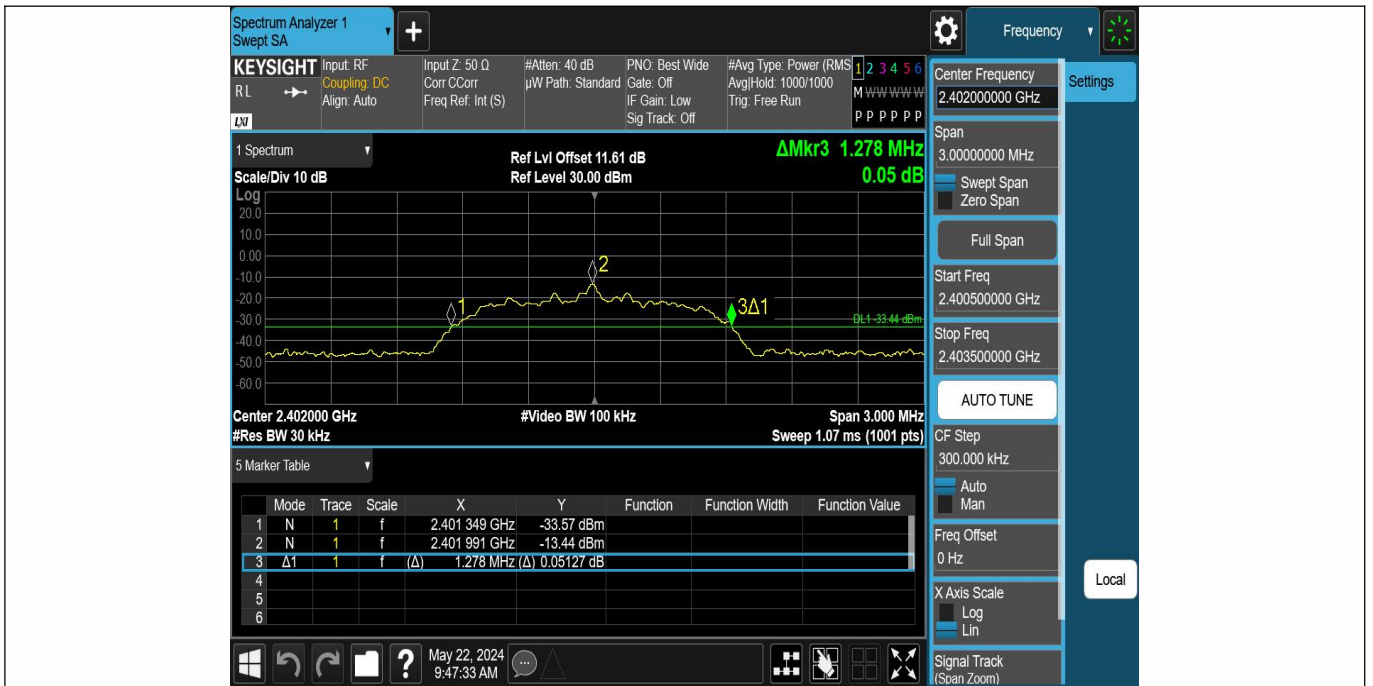 Spectrum Analyzer 1
Swept SA
Frequency
KEYSIGHT
RL
LXI
Input: RF
Coupling: DC
Align: Auto
Input Z: 50 Ω
Corr CCorr
Freq Ref: Int (S)
#Atten: 40 dB
µW Path: Standard
PNO: Best Wide
Gate: Off
IF Gain: Low
Sig Track: Off
#Avg Type: Power (RMS
Avg|Hold: 1000/1000
Trig: Free Run
1 2 3 4 5 6
M W W W W W
P P P P P P
1 Spectrum
Scale/Div 10 dB
Ref Lvl Offset 11.61 dB
Ref Level 30.00 dBm
ΔMkr3 1.278 MHz
0.05 dB
Log
20.0
10.0
0.00
-10.0
-20.0
-30.0
-40.0
-50.0
-60.0
1
2
3Δ1
DL1 -33.44 dBm
Center 2.402000 GHz
#Video BW 100 kHz
Span 3.000 MHz
#Res BW 30 kHz
Sweep 1.07 ms (1001 pts)
5 Marker Table
Mode Trace Scale X Y Function Function Width Function Value
1 N 1 f 2.401 349 GHz -33.57 dBm
2 N 1 f 2.401 991 GHz -13.44 dBm
3 Δ1 1 f (Δ) 1.278 MHz (Δ) 0.05127 dB
4
5
6
?
May 22, 2024
9:47:33 AM
Center Frequency
2.402000000 GHz
Settings
Span
3.00000000 MHz
Swept Span
Zero Span
Full Span
Start Freq
2.400500000 GHz
Stop Freq
2.403500000 GHz
AUTO TUNE
CF Step
300.000 kHz
Auto
Man
Freq Offset
0 Hz
Local
X Axis Scale
Log
Lin
Signal Track
(Span Zoom)